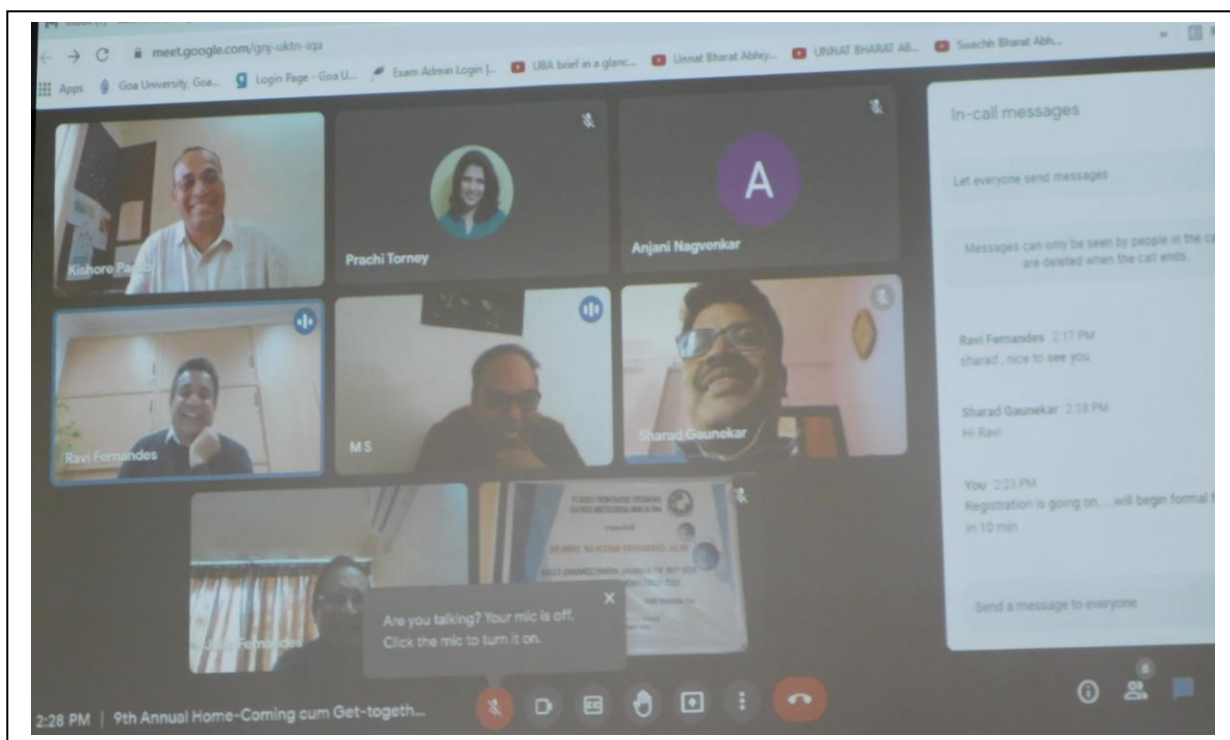 meet.google.com/gnj-uktn-iqa
Apps Goa University, Goa... Login Page - Goa U... Exam Admin Login |... UBA brief in a glanc... Unnat Bharat Abhiy... UNNAT BHARAT AB... Swachh Bharat Abh...
In-call messages
Let everyone send messages
Messages can only be seen by people in the ca
are deleted when the call ends.
Kishore
Prachi Torney
A
Anjani Nagvenkar
Ravi Fernandes
M S
Sharad Gaunekar
Ravi Fernandes 2:17 PM
sharad, nice to see you
Sharad Gaunekar 2:18 PM
Hi Ravi
You 2:23 PM
Registration is going on....will begin formal
in 10 min
Send a message to everyone
Fernandes
Are you talking? Your mic is off.
Click the mic to turn it on.
2:28 PM | 9th Annual Home-Coming cum Get-togeth...
8